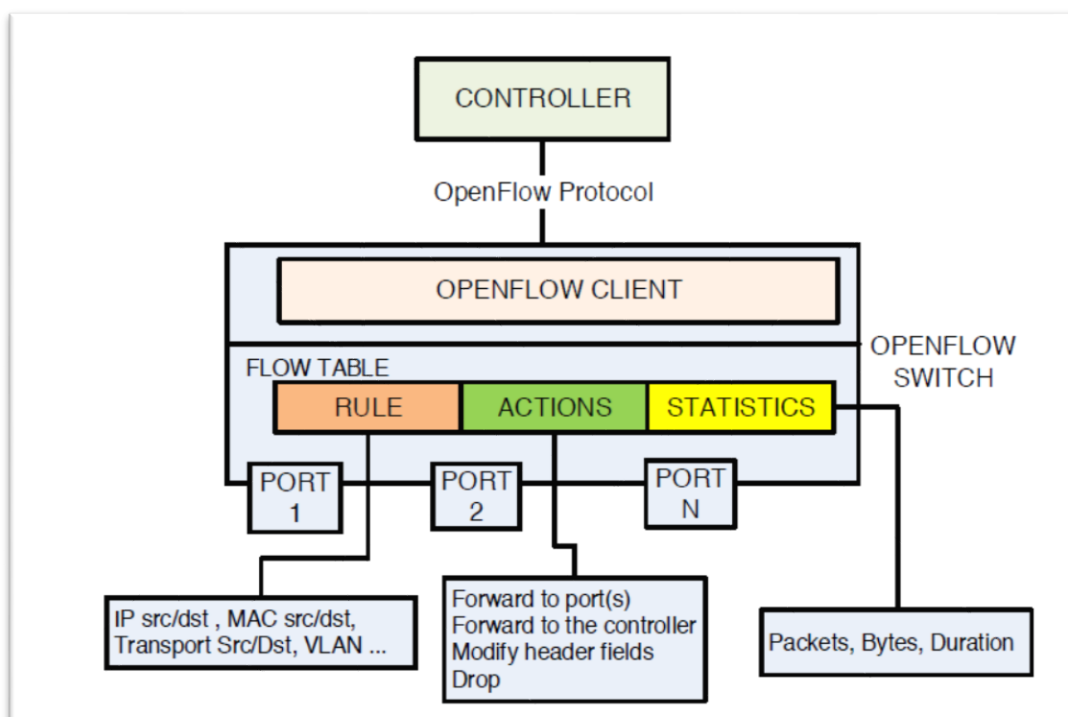 CONTROLLER
OpenFlow Protocol
OPENFLOW CLIENT
OPENFLOW
SWITCH
FLOW TABLE
RULE
ACTIONS
STATISTICS
PORT
1
PORT
2
PORT
N
IP src/dst , MAC src/dst,
Transport Src/Dst, VLAN ...
Forward to port(s)
Forward to the controller
Modify header fields
Drop
Packets, Bytes, Duration